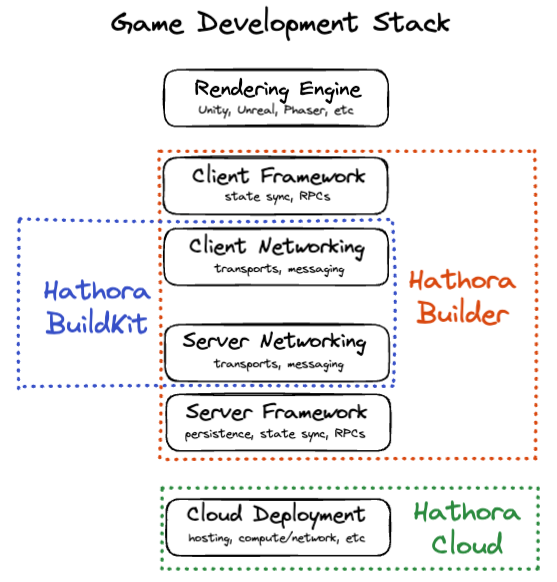 Game Development Stack
Rendering Engine
Unity, Unreal, Phaser, etc
Client Framework
state sync, RPCs
Client Networking
transports, messaging
Hathora
BuildKit
Hathora
Builder
Server Networking
transports, messaging
Server Framework
persistence, state sync, RPCs
Cloud Deployment
hosting, compute/network, etc
Hathora
Cloud